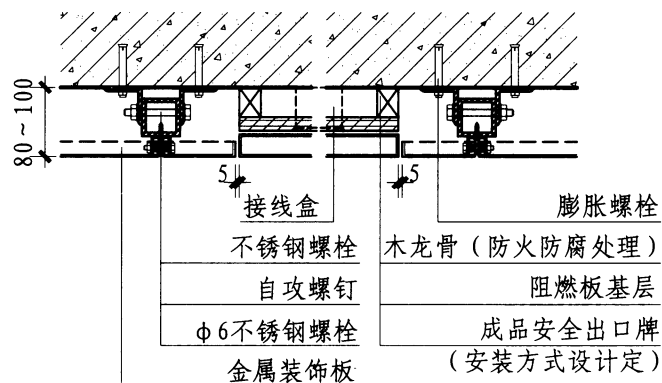 80～100
5
5
接线盒
膨胀螺栓
不锈钢螺栓
木龙骨（防火防腐处理）
自攻螺钉
阻燃板基层
φ6不锈钢螺栓
成品安全出口牌
金属装饰板
（安装方式设计定）